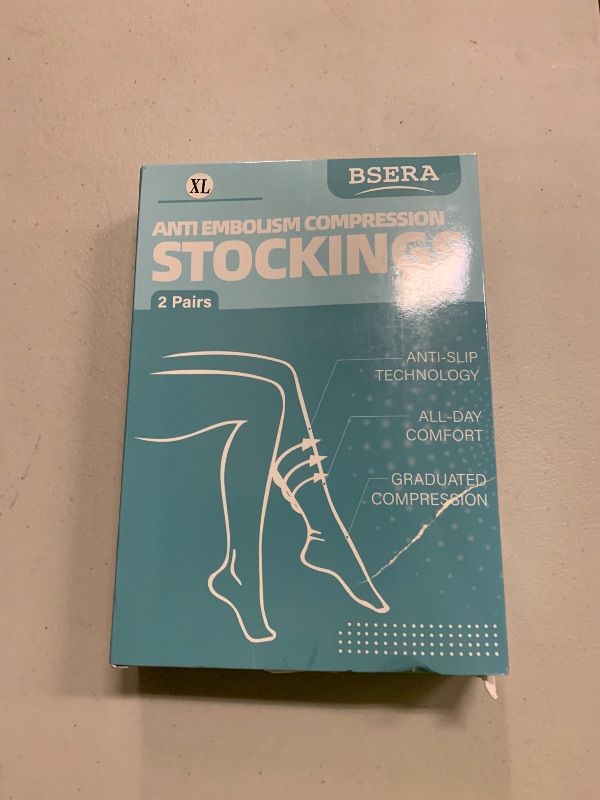 XL
BSERA
ANTI EMBOLISM COMPRESSION
STOCKINGS
2 Pairs
ANTI-SLIP
TECHNOLOGY
ALL-DAY
COMFORT
GRADUATED
COMPRESSION